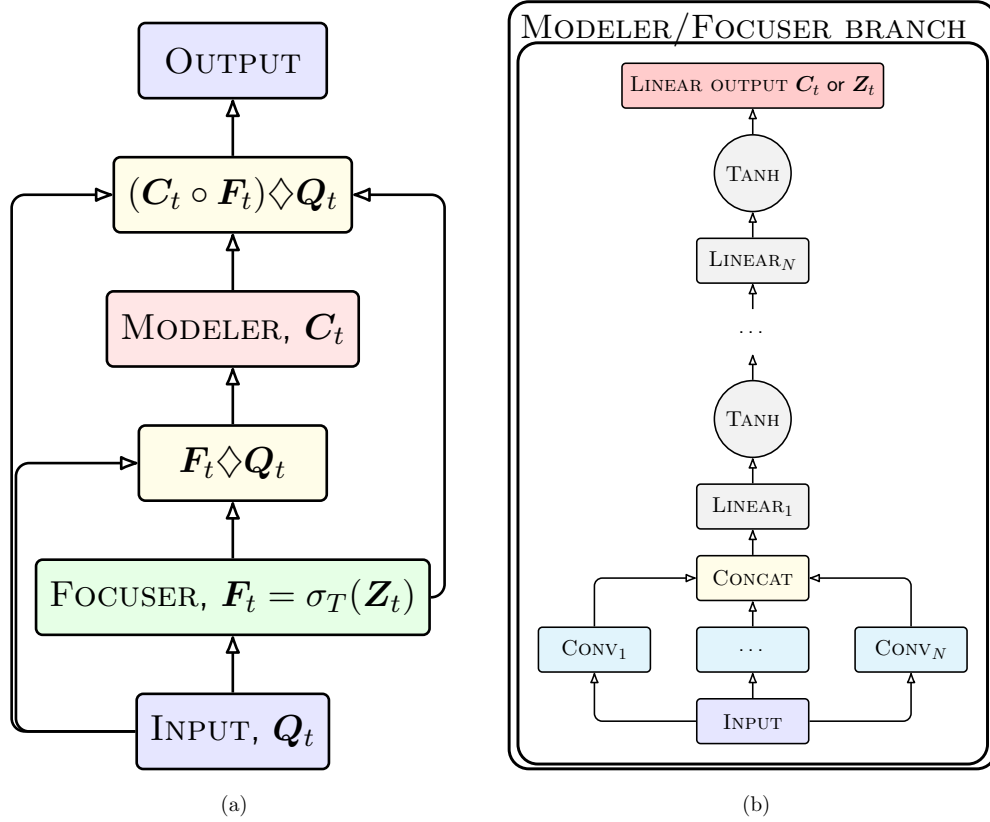 OUTPUT
(C_t ∘ F_t)◇Q_t
MODELER, C_t
F_t◇Q_t
FOCUSER, F_t = σ_T(Z_t)
INPUT, Q_t
(a)
MODELER/FOCUSER BRANCH
LINEAR OUTPUT C_t or Z_t
TANH
LINEAR_N
...
TANH
LINEAR_1
CONCAT
CONV_1
...
CONV_N
INPUT
(b)